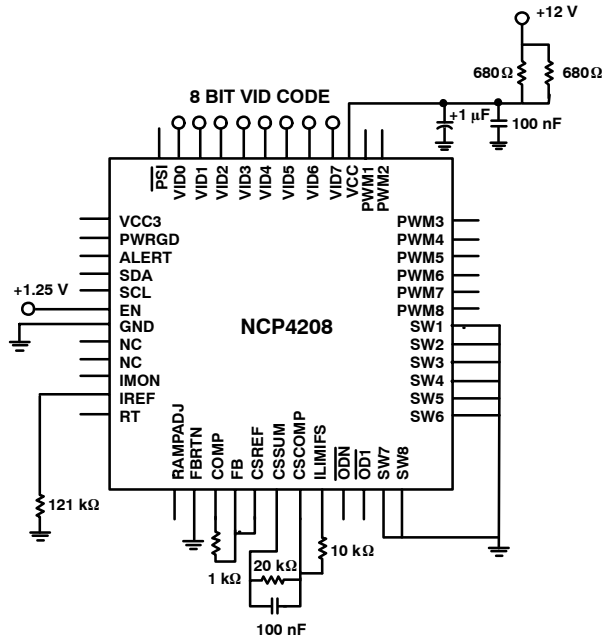 +12 V
680Ω
680Ω
8 BIT VID CODE
+1 μF
100 nF
PSI
VID0
VID1
VID2
VID3
VID4
VID5
VID6
VID7
VCC
PWM1
PWM2
VCC3
PWRGD
ALERT
SDA
SCL
+1.25 V
EN
GND
NC
NC
IMON
IREF
RT
NCP4208
PWM3
PWM4
PWM5
PWM6
PWM7
PWM8
SW1
SW2
SW3
SW4
SW5
SW6
RAMPADJ
FBRTN
COMP
FB
CSREF
CSSUM
CSCOMP
ILIMIFS
ODN
OD1
SW7
SW8
121 kΩ
1 kΩ
20 kΩ
10 kΩ
100 nF